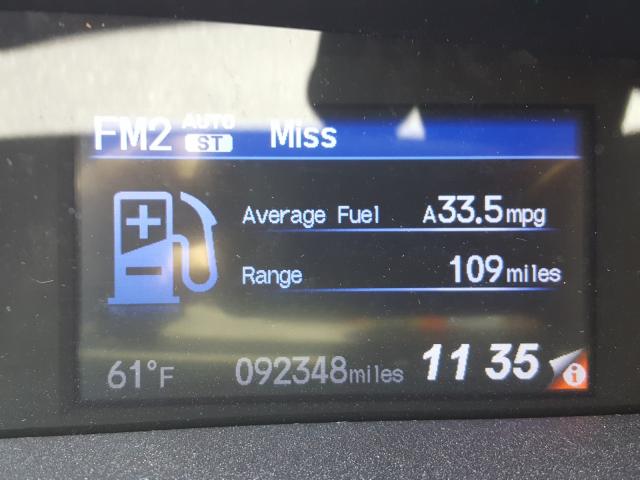 FM2 AUTO ST Miss
Average Fuel A33.5mpg
Range 109miles
61°F 092348miles 11 35 i